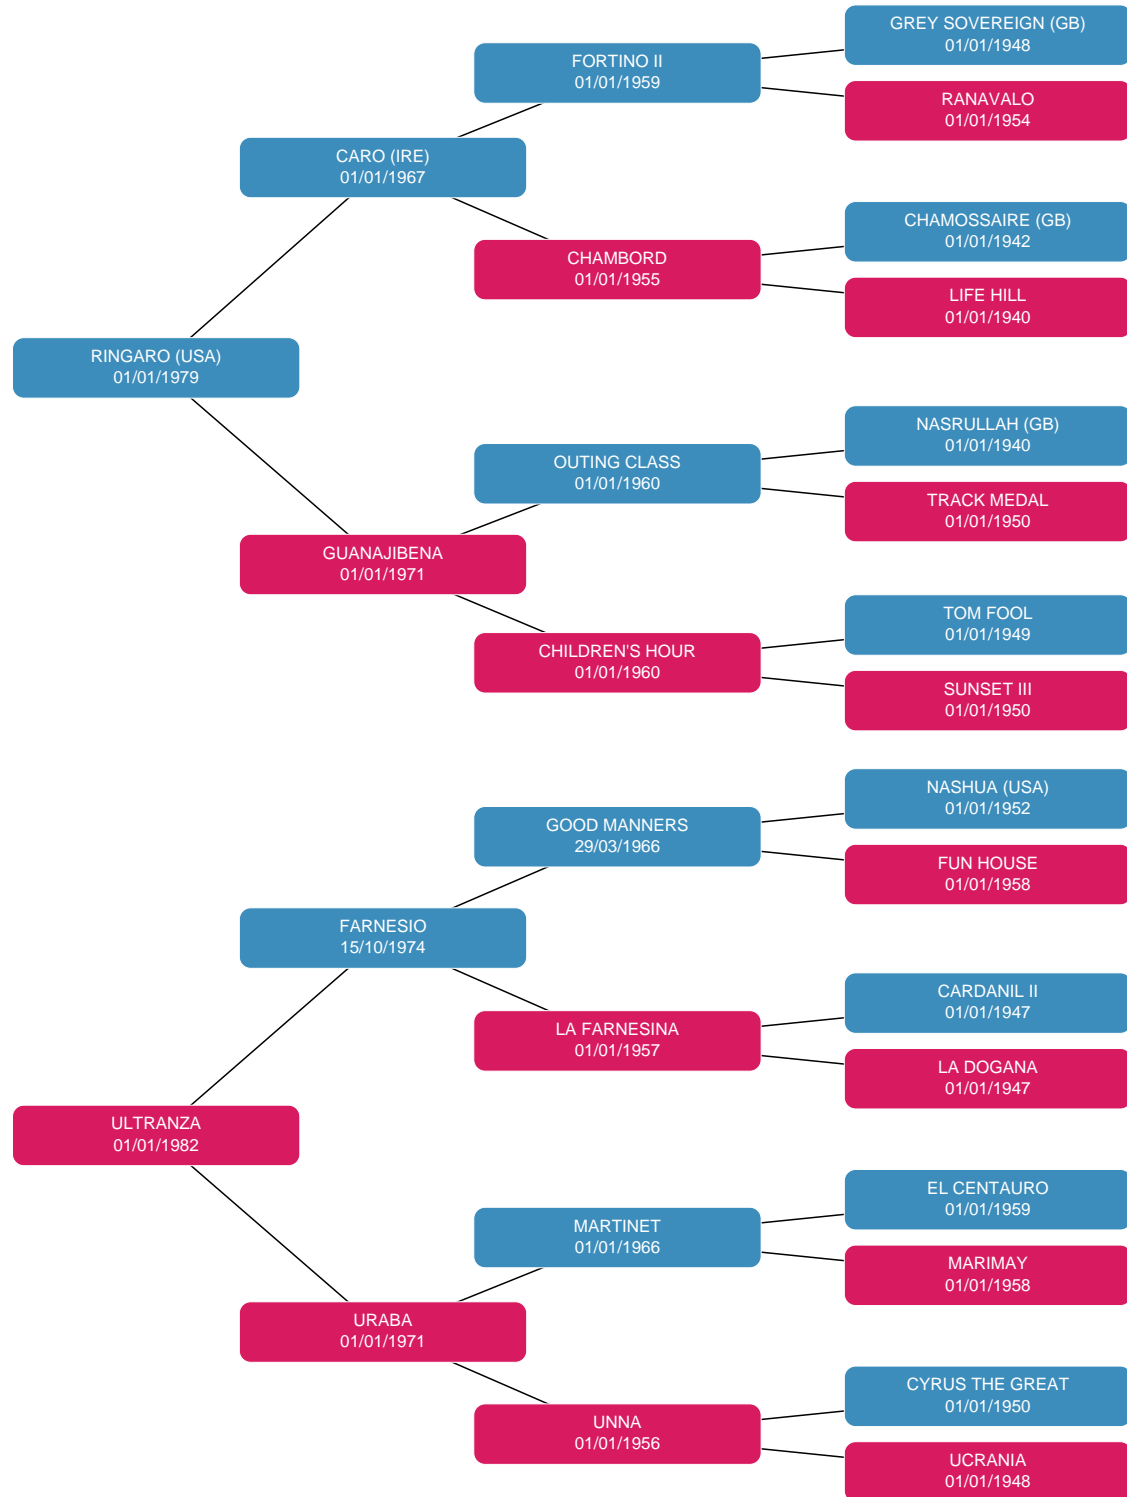 GREY SOVEREIGN (GB)
01/01/1948
FORTINO II
01/01/1959
RANAVALO
01/01/1954
CARO (IRE)
01/01/1967
CHAMOSSAIRE (GB)
01/01/1942
CHAMBORD
01/01/1955
LIFE HILL
01/01/1940
RINGARO (USA)
01/01/1979
NASRULLAH (GB)
01/01/1940
OUTING CLASS
01/01/1960
TRACK MEDAL
01/01/1950
GUANAJIBENA
01/01/1971
TOM FOOL
01/01/1949
CHILDREN'S HOUR
01/01/1960
SUNSET III
01/01/1950
NASHUA (USA)
01/01/1952
GOOD MANNERS
29/03/1966
FUN HOUSE
01/01/1958
FARNESIO
15/10/1974
CARDANIL II
01/01/1947
LA FARNESINA
01/01/1957
LA DOGANA
01/01/1947
ULTRANZA
01/01/1982
EL CENTAURO
01/01/1959
MARTINET
01/01/1966
MARIMAY
01/01/1958
URABA
01/01/1971
CYRUS THE GREAT
01/01/1950
UNNA
01/01/1956
UCRANIA
01/01/1948